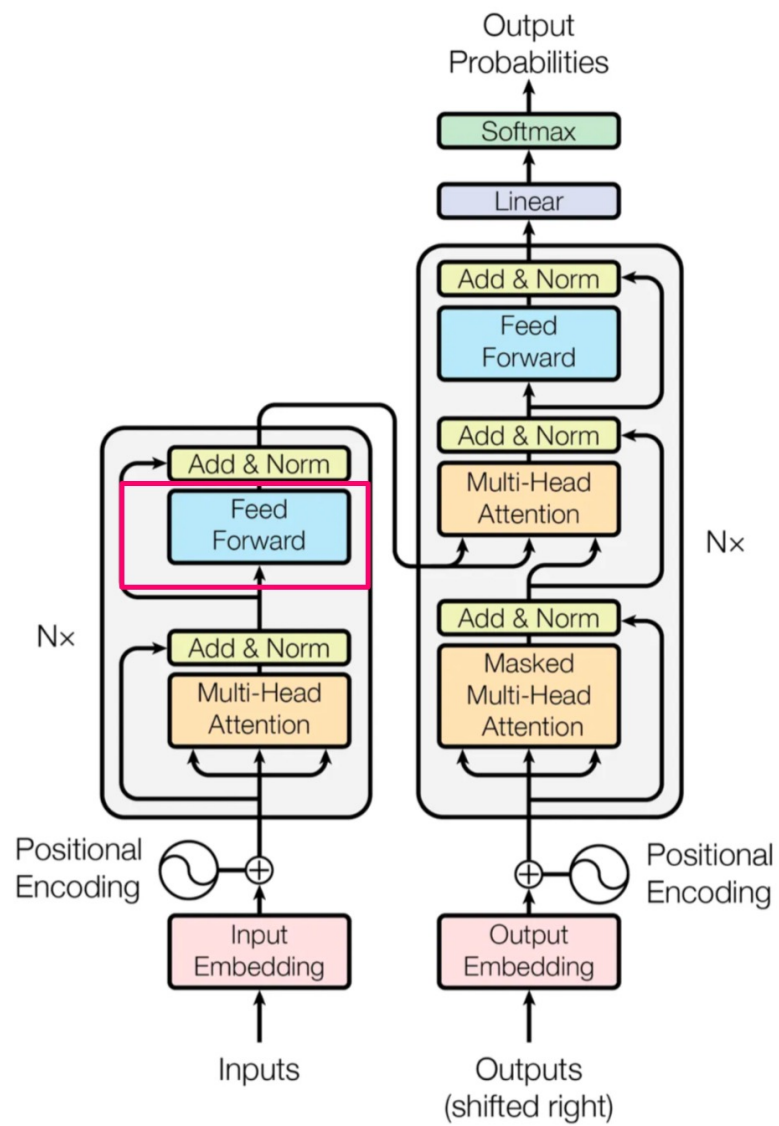 Output
Probabilities
Softmax
Linear
Add & Norm
Feed
Forward
Add & Norm
Multi-Head
Attention
Add & Norm
Masked
Multi-Head
Attention
N×
Add & Norm
Feed
Forward
Add & Norm
Multi-Head
Attention
N×
Positional
Encoding
Input
Embedding
Inputs
Positional
Encoding
Output
Embedding
Outputs
(shifted right)